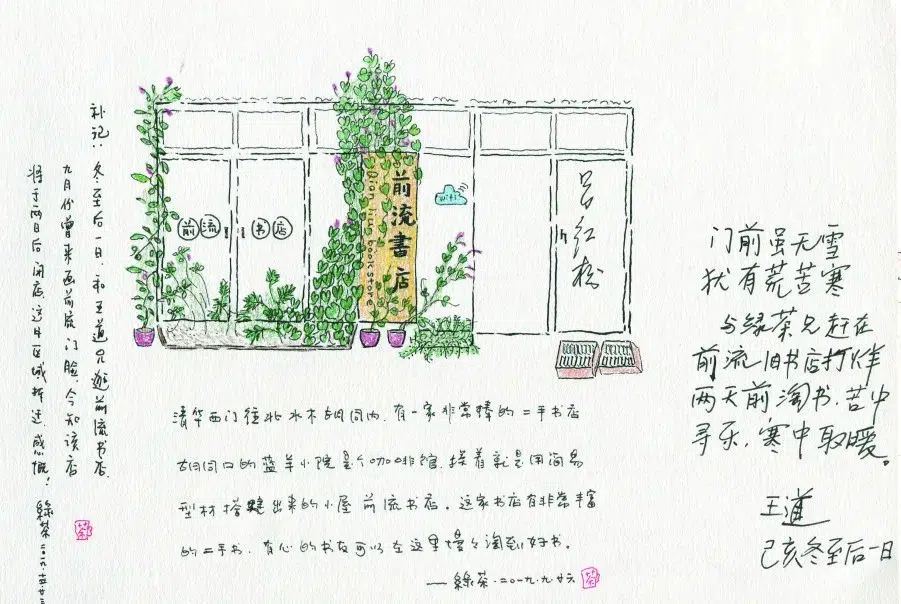 前流书店
前流書店
Qian liu bookstore
wifi
吕红松
清华西门往北水木胡同内，有一家非常棒的二手书店
胡同口的蓝羊小院是个咖啡馆，挨着就是用简易
型材搭建出来的小屋 前流书店。这家书店有非常丰富
的二手书，有心的书友可以在这里慢々淘到好书。
——綠茶.二〇一九.九.廿六
茶
补记：冬至后一日，和王道兄逛前流书店，
九月份曾来画前流门脸，今知该店
将于两日后闭店，这片区域拆迁，感慨！綠茶 二〇一九.十二.廿三
茶
门前虽无雪
犹有荒苦寒
与绿茶兄赶在
前流旧书店打烊
两天前淘书，苦中
寻乐，寒中取暖。
王道
己亥冬至后一日